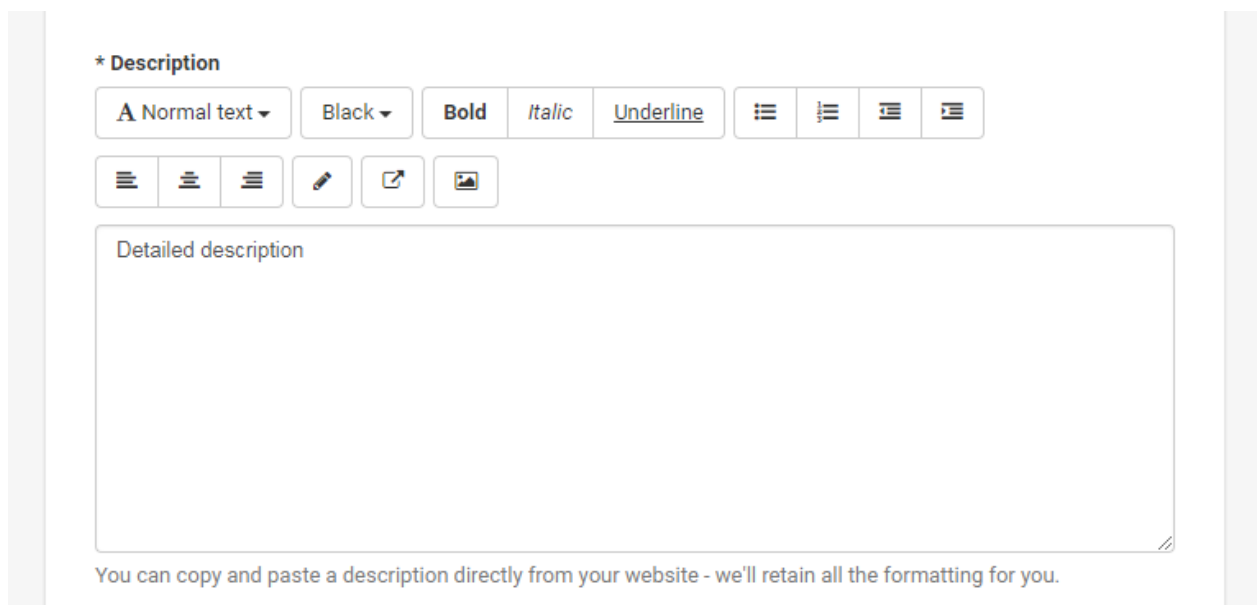 * Description
A Normal text Black Bold Italic Underline
Detailed description
You can copy and paste a description directly from your website - we'll retain all the formatting for you.